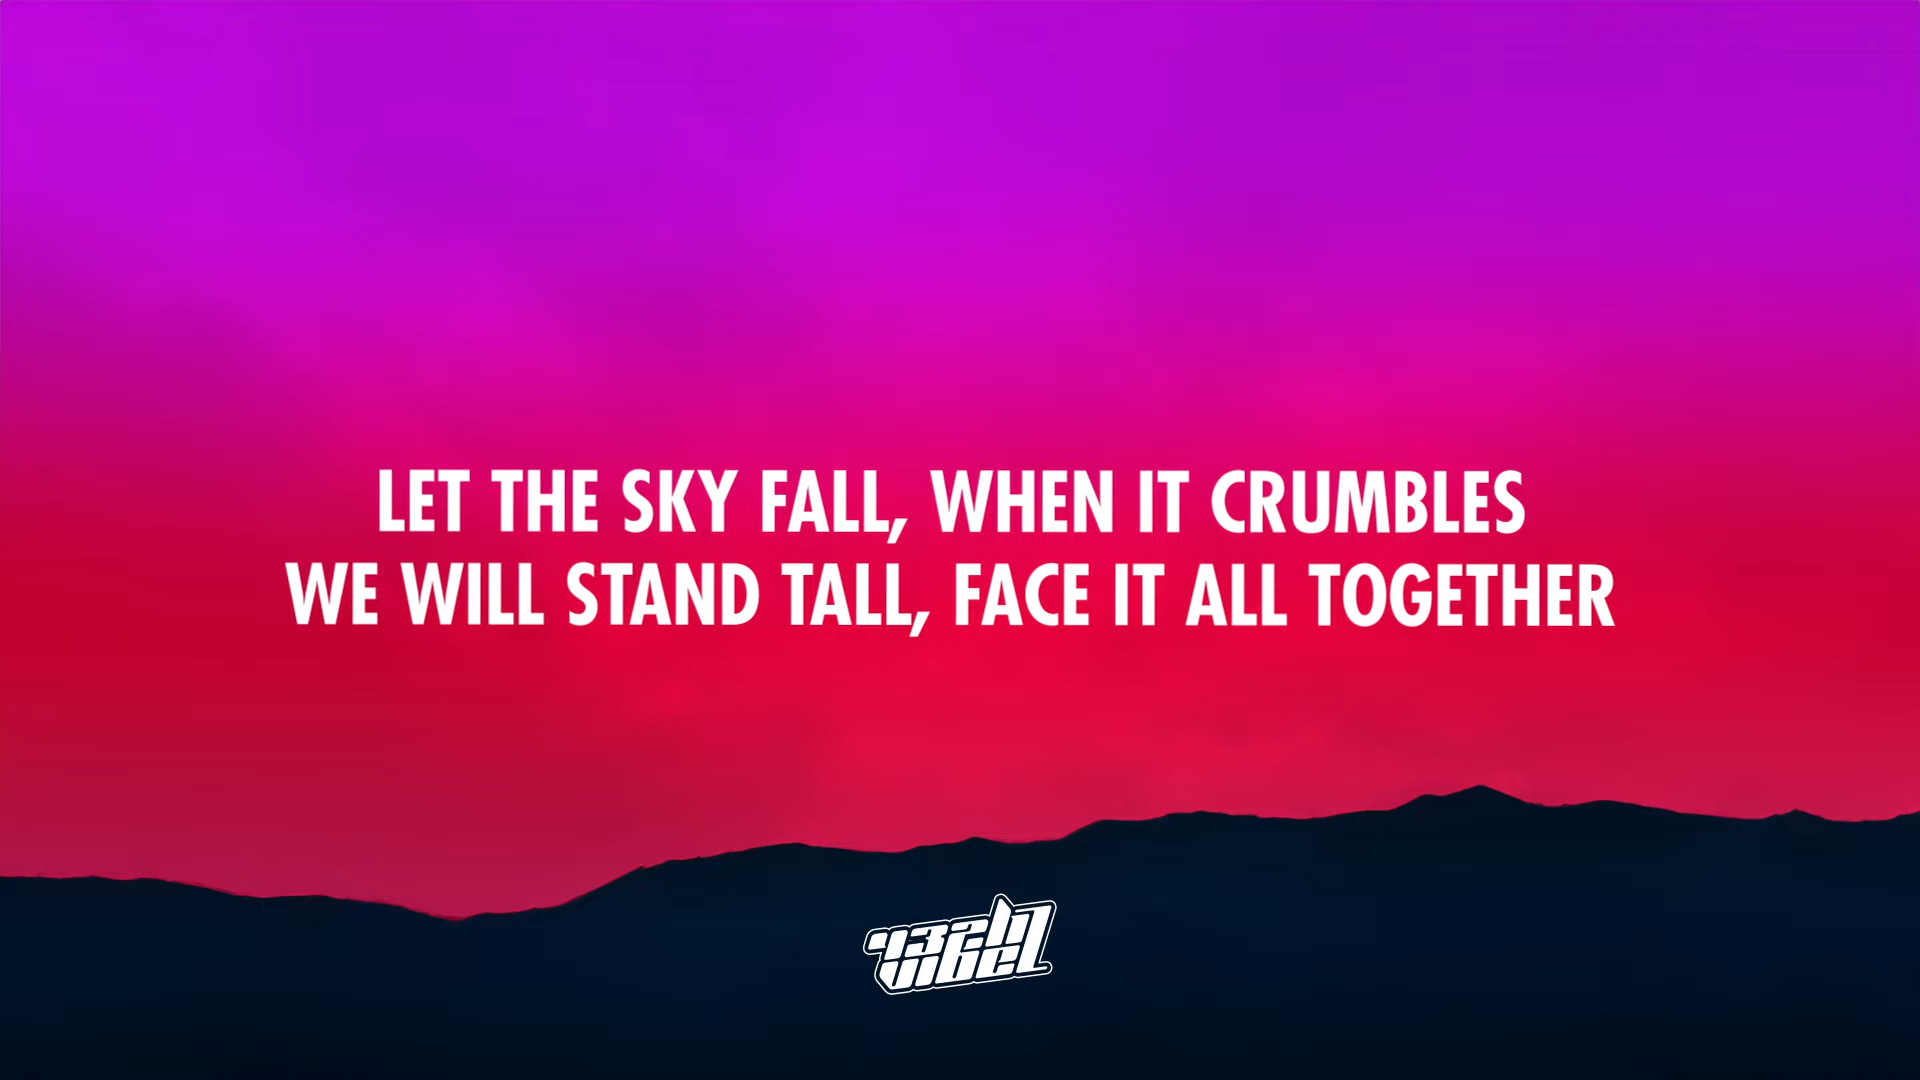 LET THE SKY FALL, WHEN IT CRUMBLES
WE WILL STAND TALL, FACE IT ALL TOGETHER